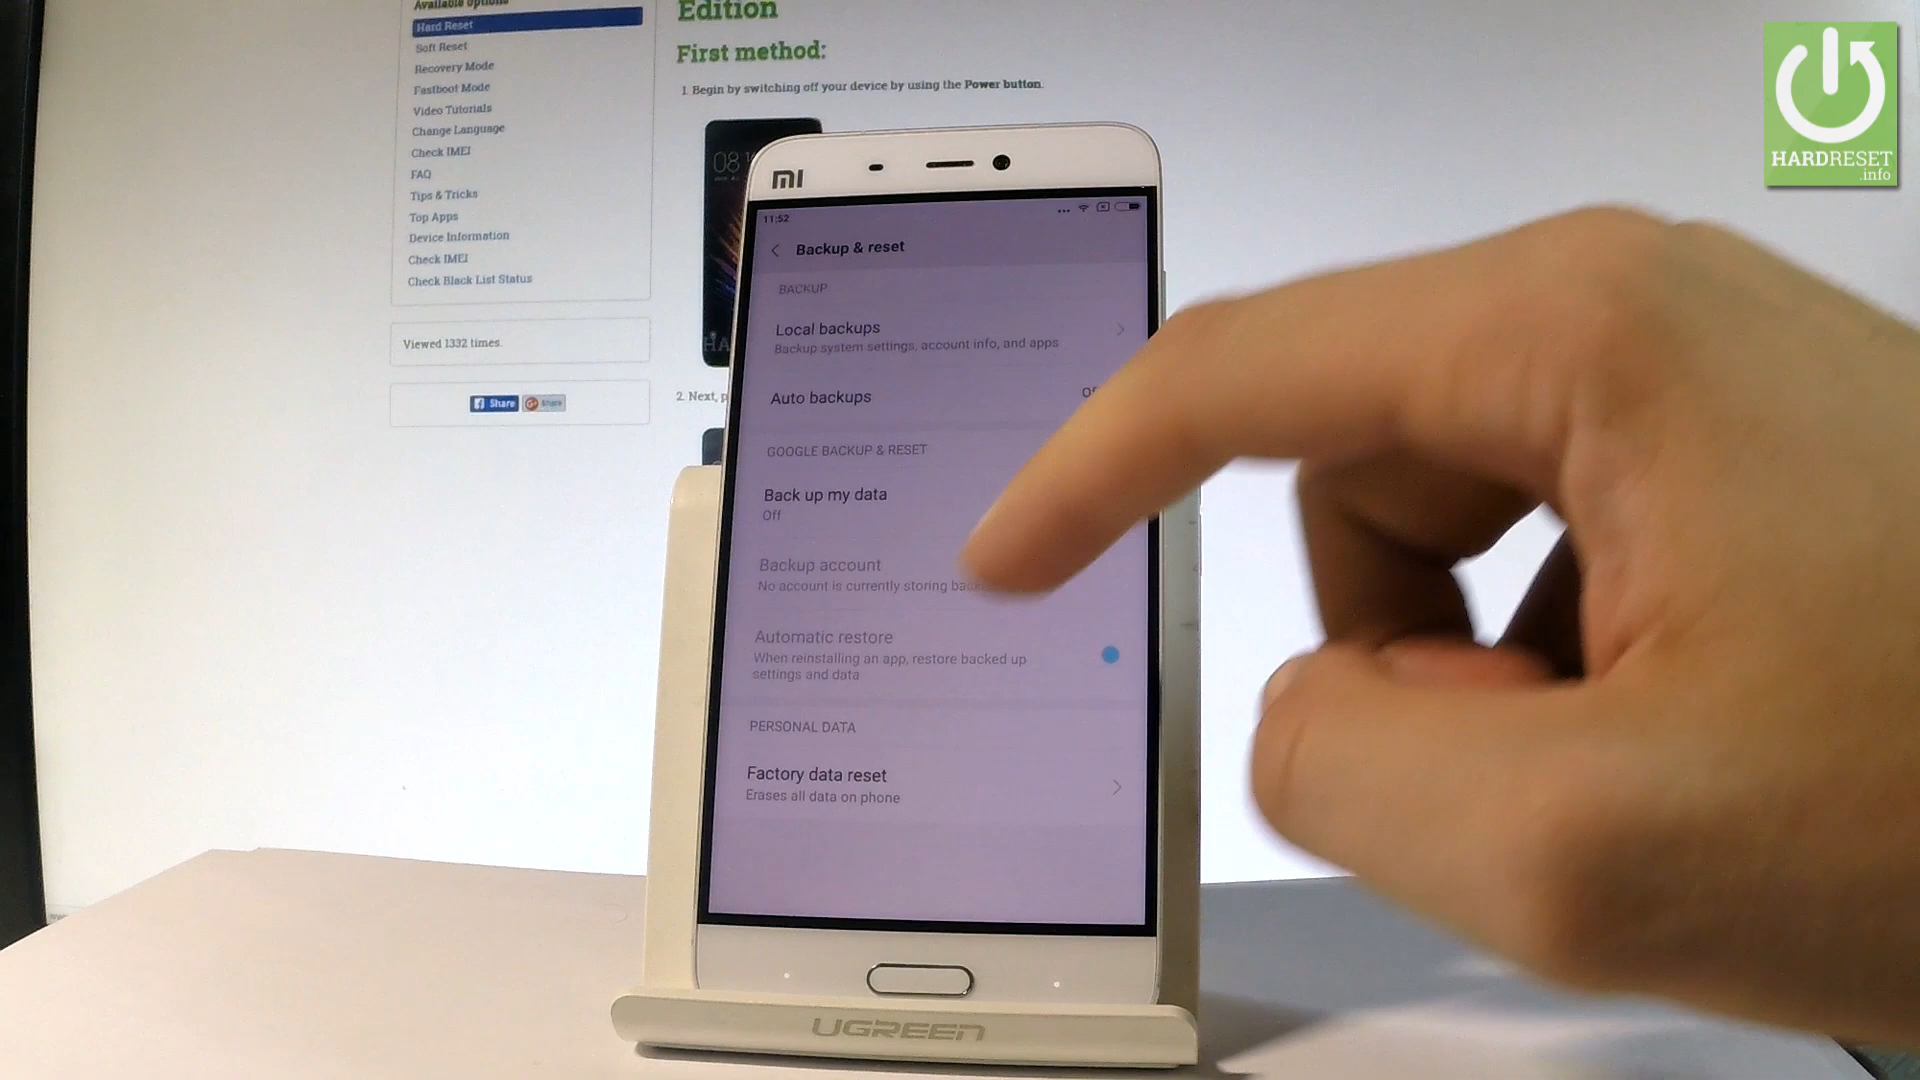 Available options
Hard Reset
Soft Reset
Recovery Mode
Fastboot Mode
Video Tutorials
Change Language
Check IMEI
FAQ
Tips & Tricks
Top Apps
Device Information
Check IMEI
Check Black List Status
Viewed 1332 times.
Share
Share
Edition
First method:
1. Begin by switching off your device by using the Power button.
08
HA
2. Next, p
MI
11:52
Backup & reset
BACKUP
Local backups
Backup system settings, account info, and apps
Auto backups
GOOGLE BACKUP & RESET
Back up my data
Off
Backup account
No account is currently storing
Automatic restore
When reinstalling an app, restore backed up
settings and data
PERSONAL DATA
Factory data reset
Erases all data on phone
UGREEN
HARDRESET
.info